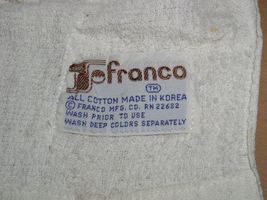 franco
TM
ALL COTTON MADE IN KOREA
© FRANCO MFG. CO. RN 22602
WASH PRIOR TO USE
WASH DEEP COLORS SEPARATELY